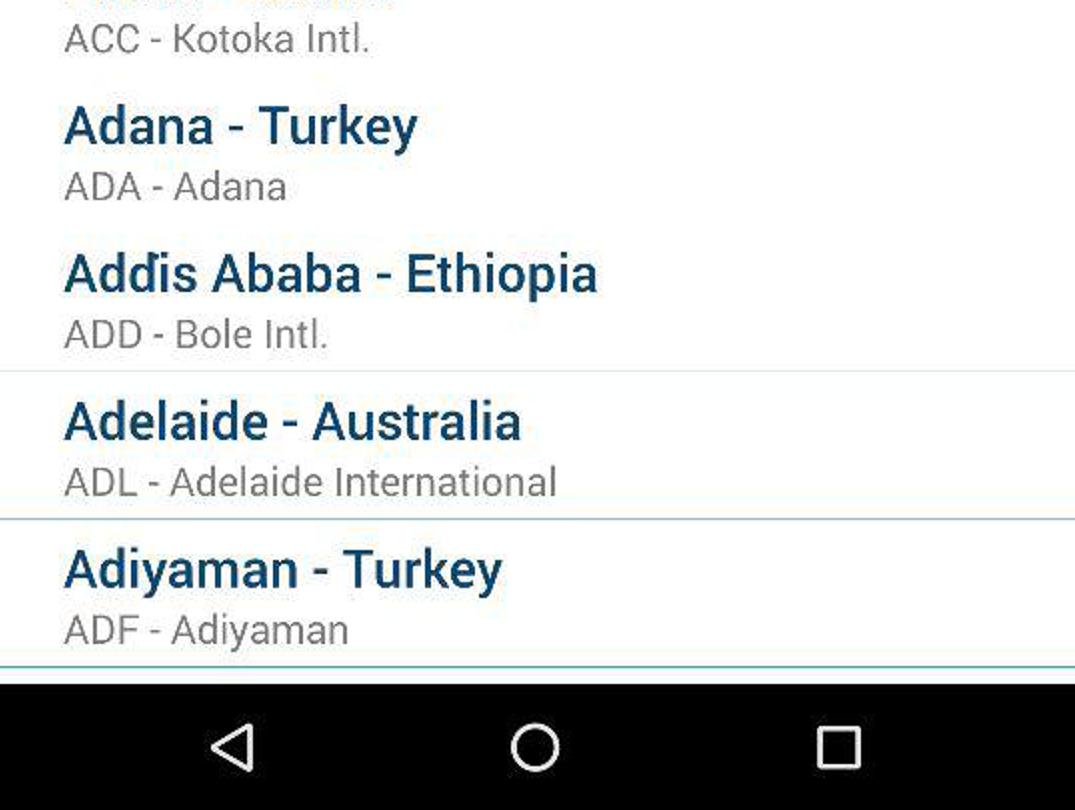 ACC - Kotoka Intl.
Adana - Turkey
ADA - Adana
Addis Ababa - Ethiopia
ADD - Bole Intl.
Adelaide - Australia
ADL - Adelaide International
Adiyaman - Turkey
ADF - Adiyaman